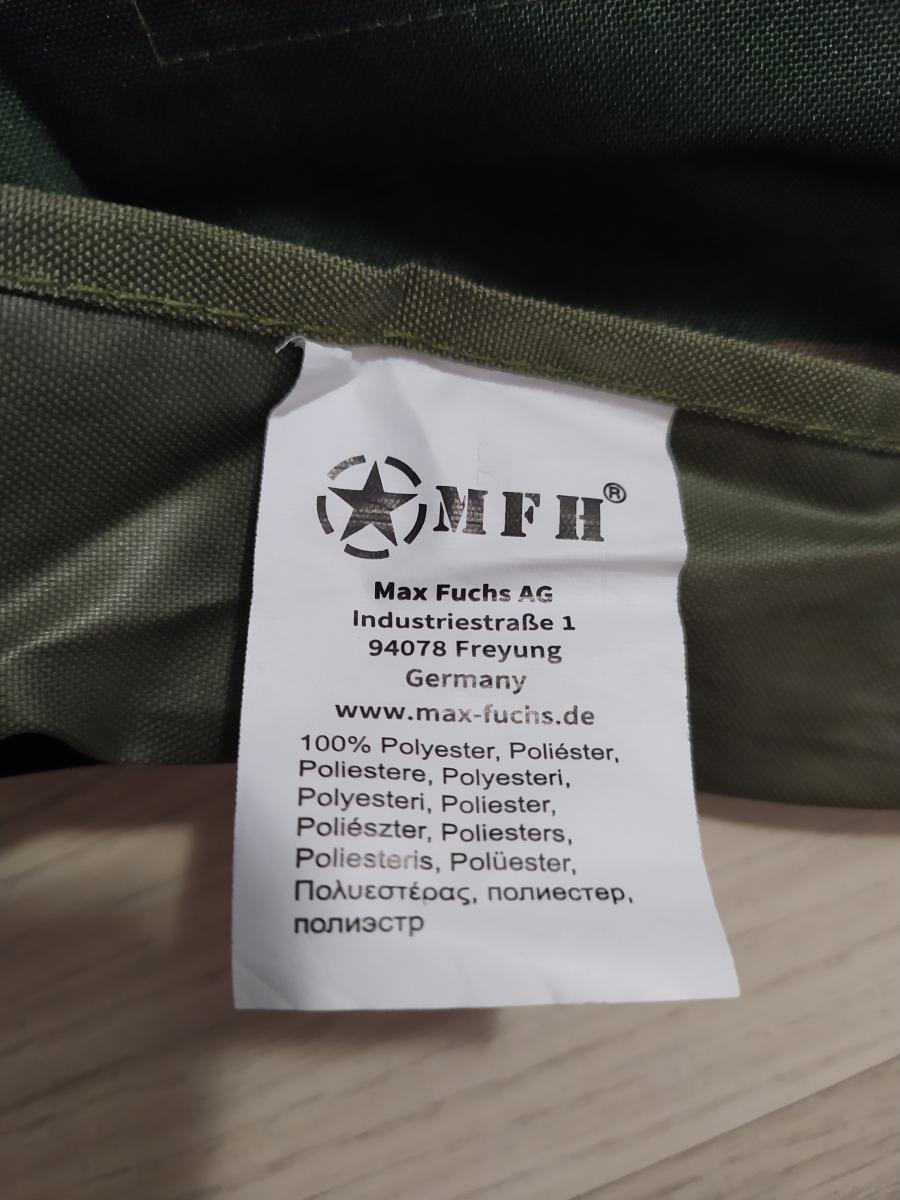 MFH®
Max Fuchs AG
Industriestraße 1
94078 Freyung
Germany
www.max-fuchs.de
100% Polyester, Poliéster,
Poliestere, Polyesteri,
Polyesteri, Poliester,
Poliészter, Poliesters,
Poliesteris, Polüester,
Πολυεστέρας, полиестер,
полиэстр